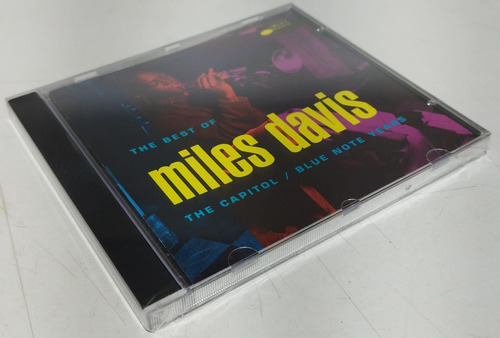 THE BEST OF
miles davis
THE CAPITOL / BLUE NOTE YEARS